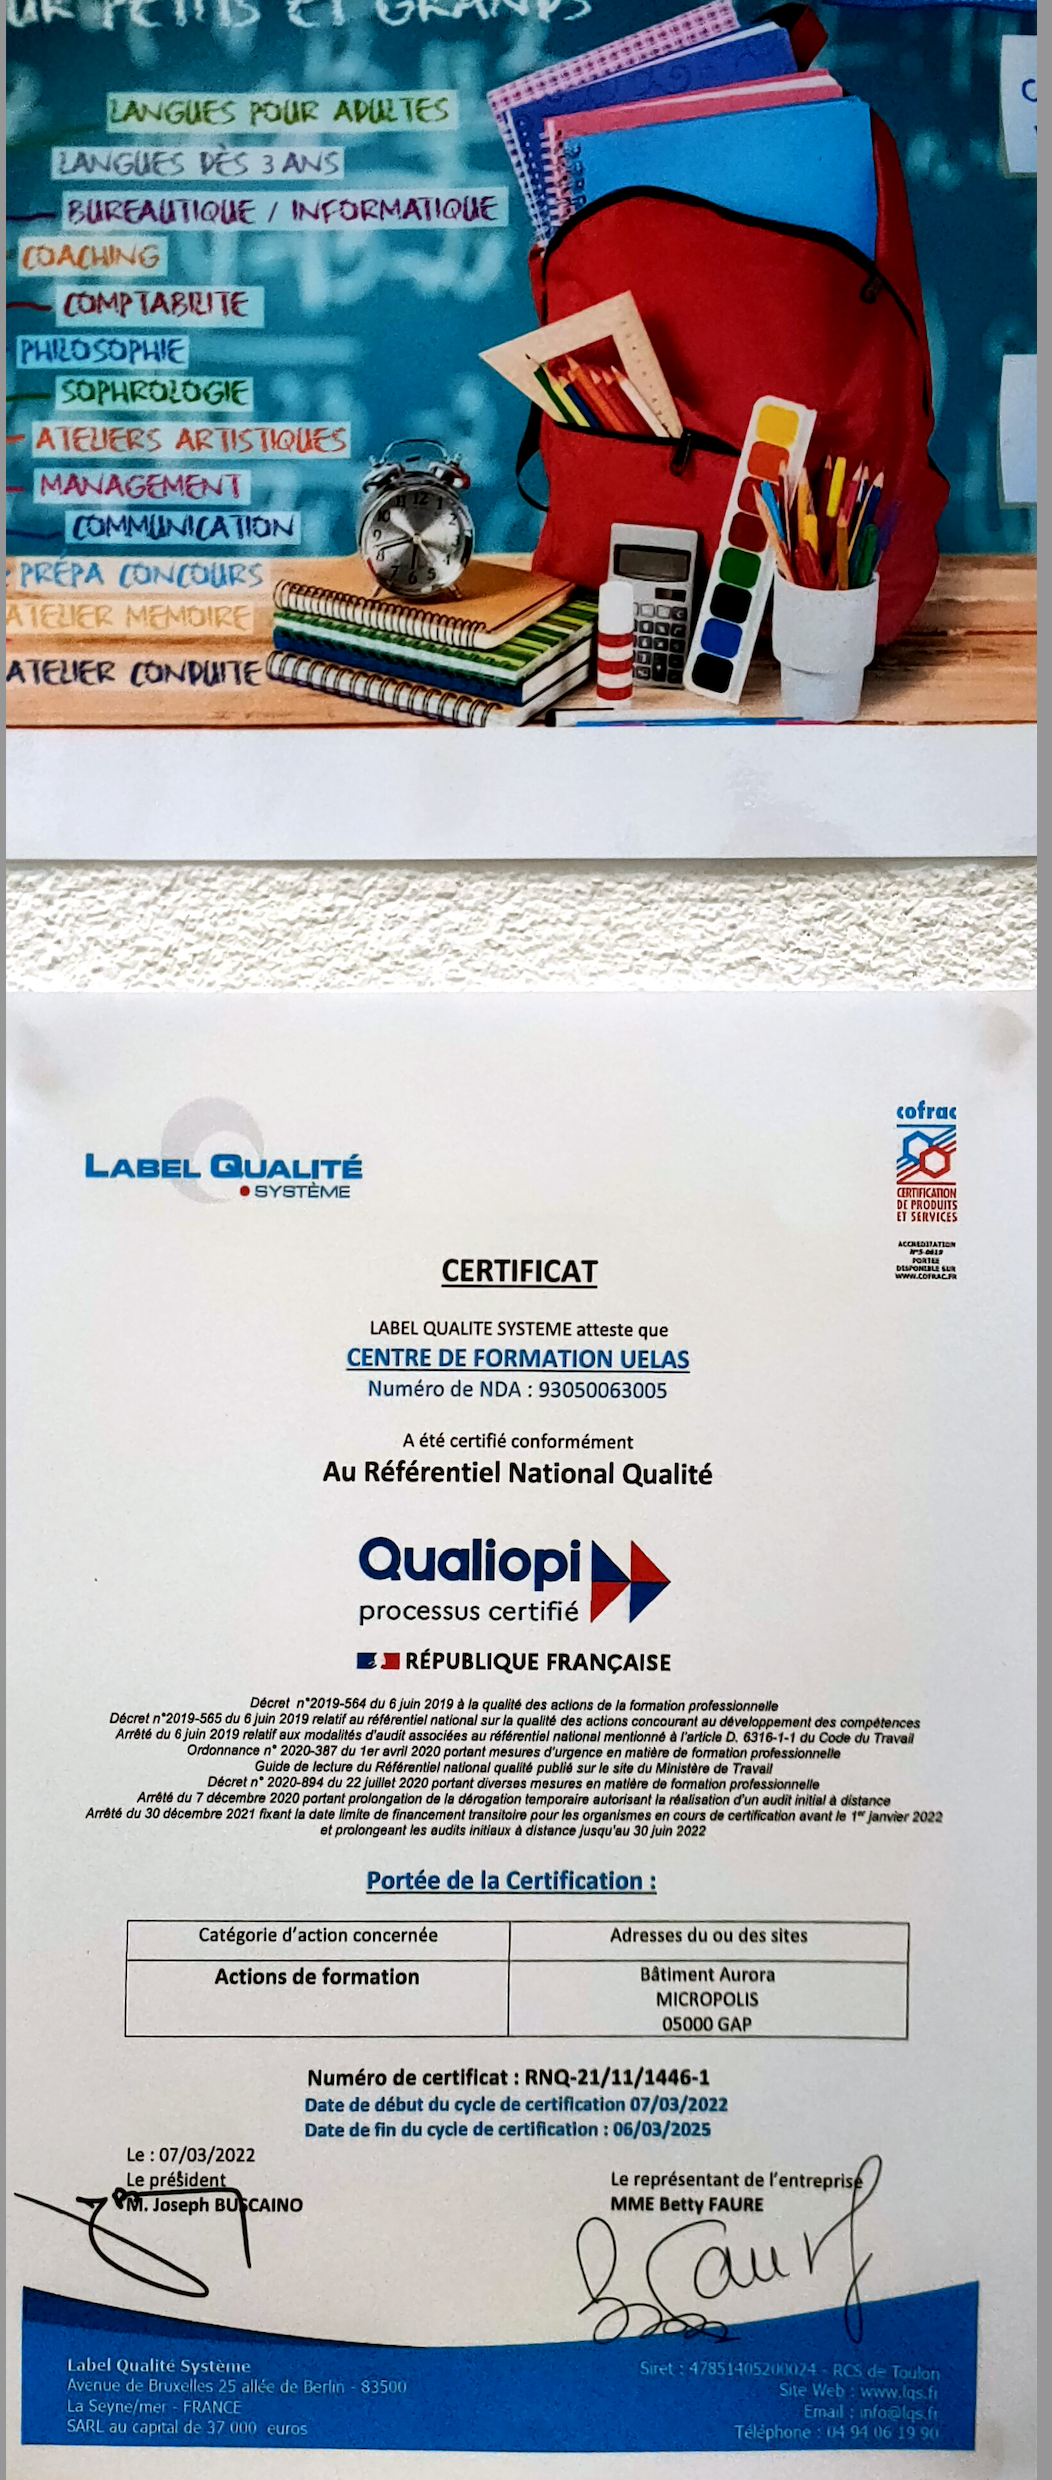 PETITS ET GRANDS
LANGUES POUR ADULTES
LANGUES DÈS 3 ANS
BUREAUTIQUE / INFORMATIQUE
COACHING
COMPTABILITE
PHILOSOPHIE
SOPHROLOGIE
ATELIERS ARTISTIQUES
MANAGEMENT
COMMUNICATION
PRÉPA CONCOURS
ATELIER MEMOIRE
ATELIER CONDUITE
LABEL QUALITÉ
SYSTÈME
cofrac
CERTIFICATION
DE PRODUITS
ET SERVICES
ACCREDITATION
N°5-0619
PORTEE
DISPONIBLE SUR
WWW.COFRAC.FR
CERTIFICAT
LABEL QUALITE SYSTEME atteste que
CENTRE DE FORMATION UELAS
Numéro de NDA : 93050063005
A été certifié conformément
Au Référentiel National Qualité
Qualiopi
processus certifié
RÉPUBLIQUE FRANÇAISE
Décret n°2019-564 du 6 juin 2019 à la qualité des actions de la formation professionnelle
Décret n°2019-565 du 6 juin 2019 relatif au référentiel national sur la qualité des actions concourant au développement des compétences
Arrêté du 6 juin 2019 relatif aux modalités d'audit associées au référentiel national mentionné à l'article D. 6316-1-1 du Code du Travail
Ordonnance n° 2020-387 du 1er avril 2020 portant mesures d'urgence en matière de formation professionnelle
Guide de lecture du Référentiel national qualité publié sur le site du Ministère de Travail
Décret n° 2020-894 du 22 juillet 2020 portant diverses mesures en matière de formation professionnelle
Arrêté du 7 décembre 2020 portant prolongation de la dérogation temporaire autorisant la réalisation d'un audit initial à distance
Arrêté du 30 décembre 2021 fixant la date limite de financement transitoire pour les organismes en cours de certification avant le 1er janvier 2022
et prolongeant les audits initiaux à distance jusqu'au 30 juin 2022
Portée de la Certification :
Catégorie d'action concernée
Adresses du ou des sites
Actions de formation
Bâtiment Aurora
MICROPOLIS
05000 GAP
Numéro de certificat : RNQ-21/11/1446-1
Date de début du cycle de certification 07/03/2022
Date de fin du cycle de certification : 06/03/2025
Le : 07/03/2022
Le président
M. Joseph BUSCAINO
Le représentant de l'entreprise
MME Betty FAURE
Label Qualité Système
Avenue de Bruxelles 25 allée de Berlin - 83500
La Seyne/mer - FRANCE
SARL au capital de 37 000 euros
Siret : 47851405200024 - RCS de Toulon
Site Web : www.lqs.fr
Email : info@lqs.fr
Téléphone : 04 94 06 19 90